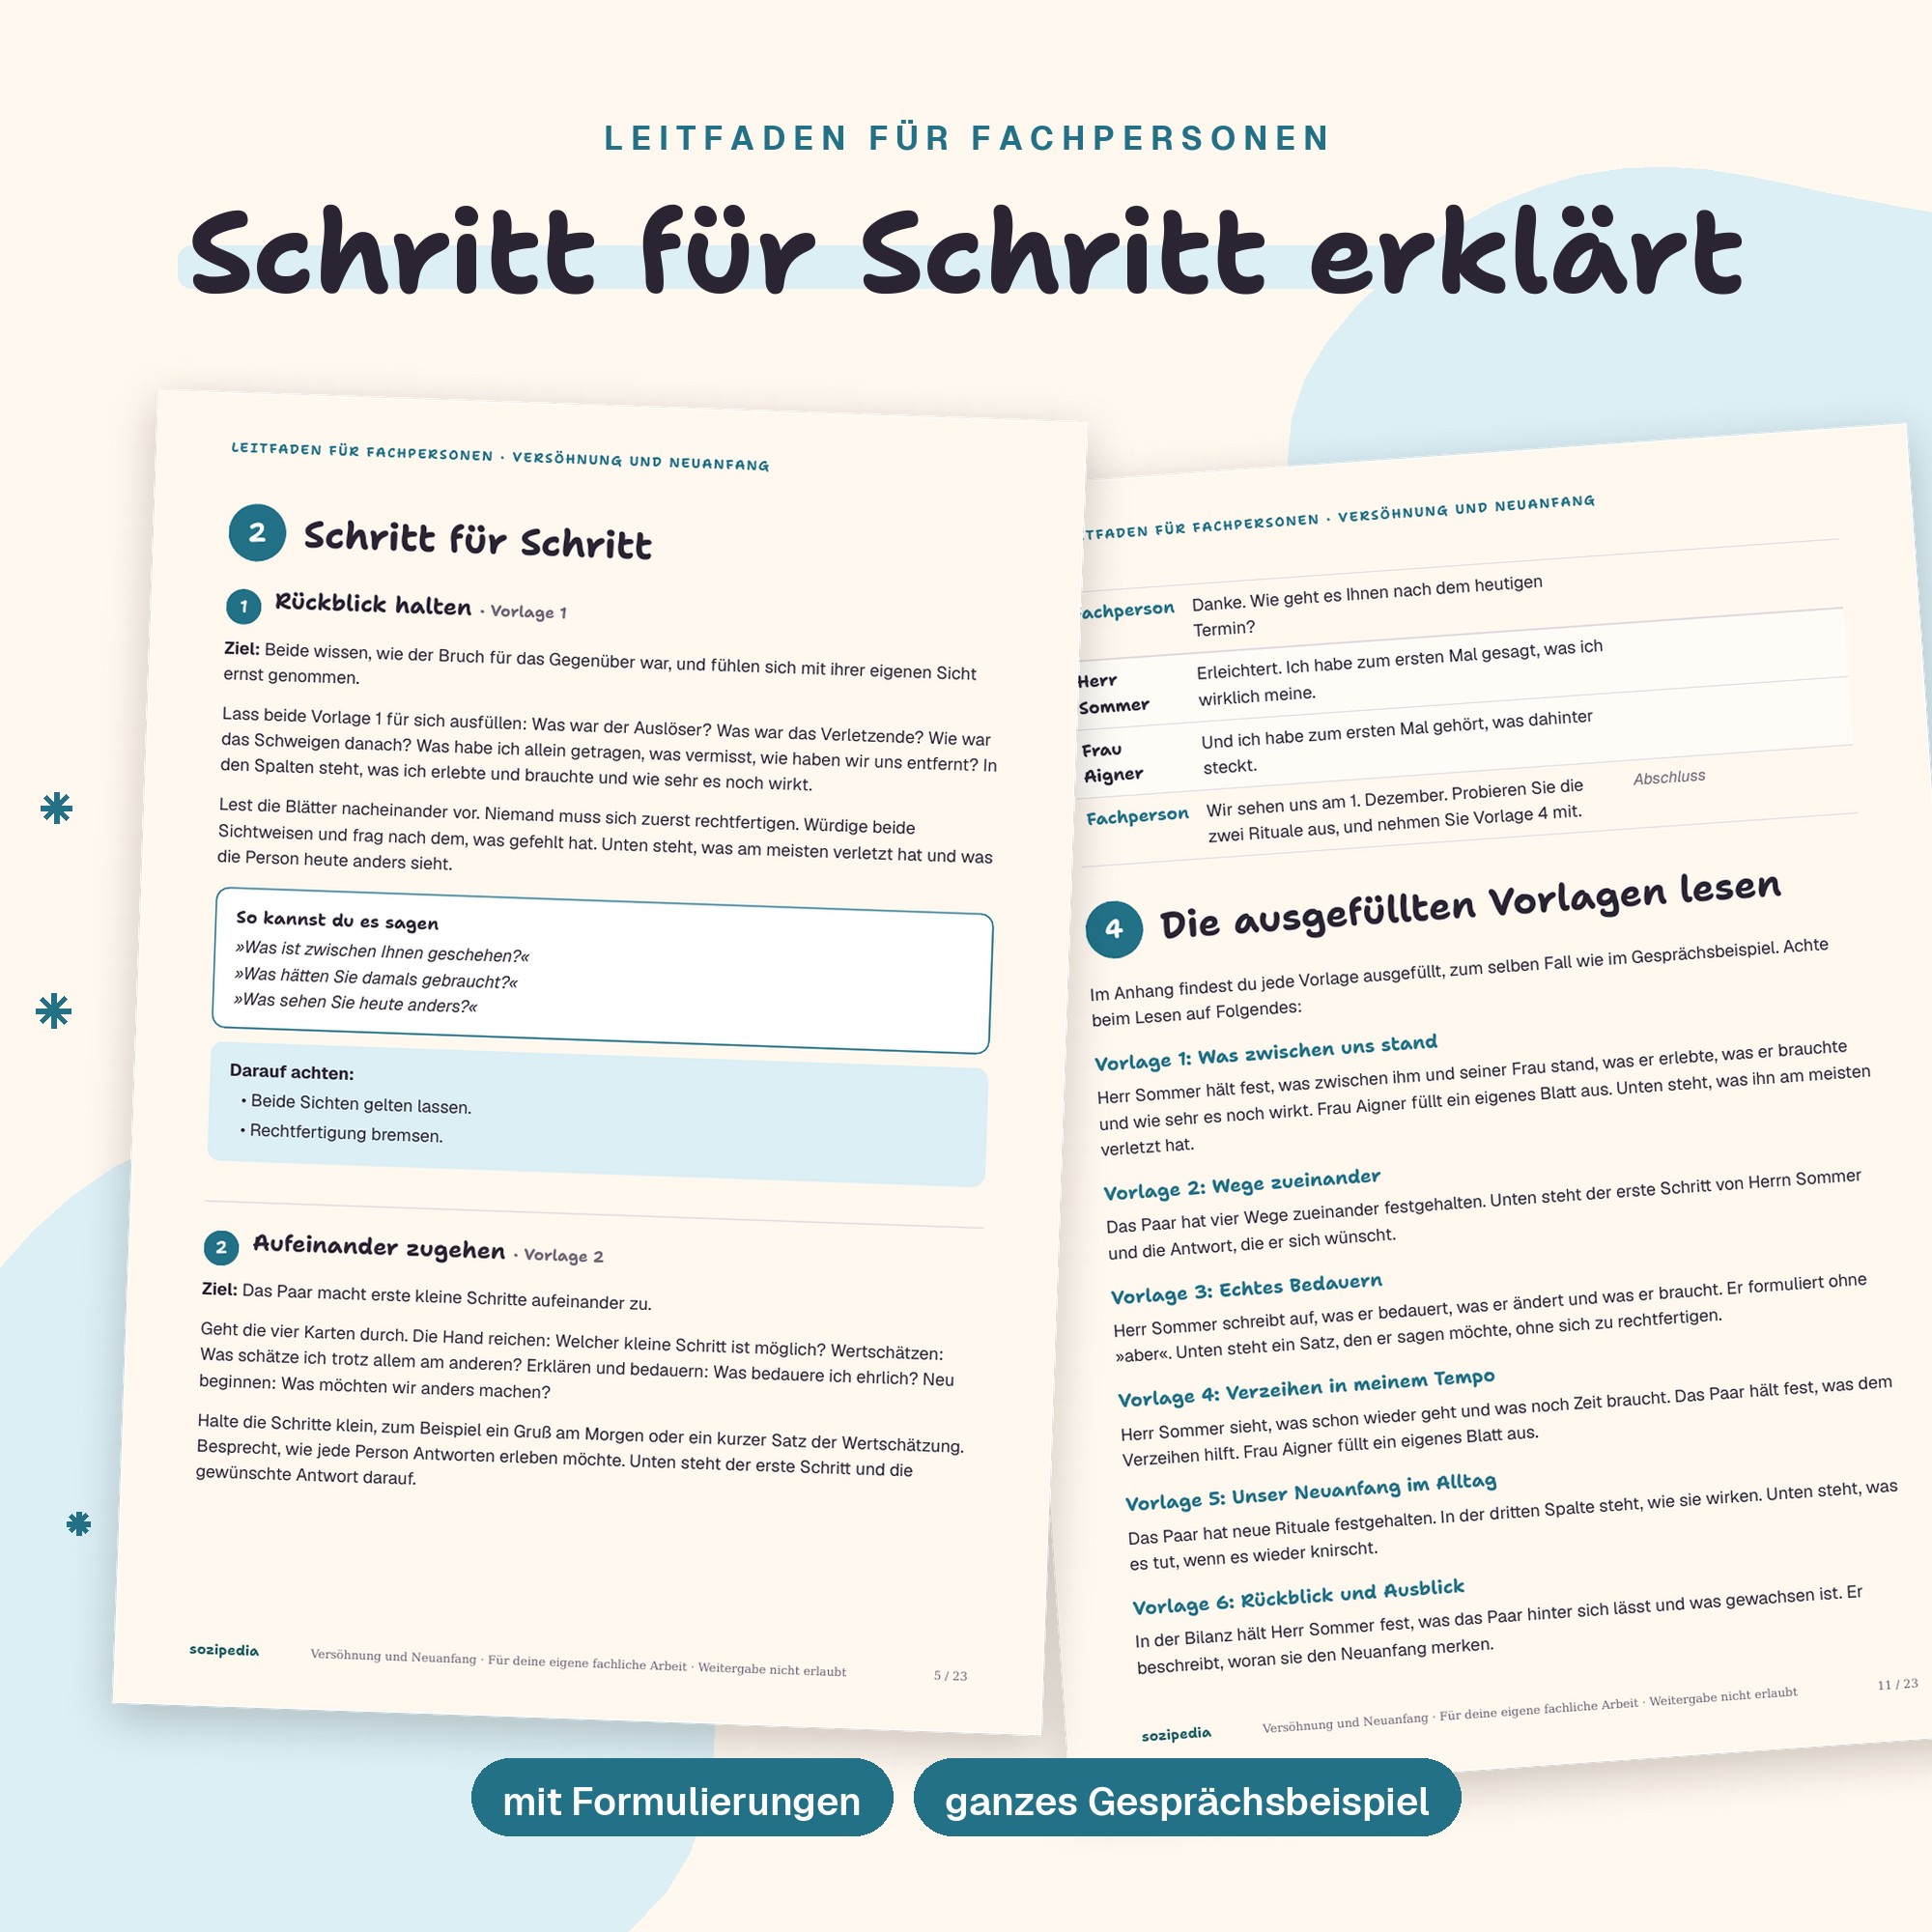 LEITFADEN FÜR FACHPERSONEN
Schritt für Schritt erklärt
LEITFADEN FÜR FACHPERSONEN · VERSÖHNUNG UND NEUANFANG
2 Schritt für Schritt
1 Rückblick halten · Vorlage 1
Ziel: Beide wissen, wie der Bruch für das Gegenüber war, und fühlen sich mit ihrer eigenen Sicht
ernst genommen.
Lass beide Vorlage 1 für sich ausfüllen: Was war der Auslöser? Was war das Verletzende? Wie war
das Schweigen danach? Was habe ich allein getragen, was vermisst, wie haben wir uns entfernt? In
den Spalten steht, was ich erlebte und brauchte und wie sehr es noch wirkt.
Lest die Blätter nacheinander vor. Niemand muss sich zuerst rechtfertigen. Würdige beide
Sichtweisen und frag nach dem, was gefehlt hat. Unten steht, was am meisten verletzt hat und was
die Person heute anders sieht.
So kannst du es sagen
»Was ist zwischen Ihnen geschehen?«
»Was hätten Sie damals gebraucht?«
»Was sehen Sie heute anders?«
Darauf achten:
• Beide Sichten gelten lassen.
• Rechtfertigung bremsen.
2 Aufeinander zugehen · Vorlage 2
Ziel: Das Paar macht erste kleine Schritte aufeinander zu.
Geht die vier Karten durch. Die Hand reichen: Welcher kleine Schritt ist möglich? Wertschätzen:
Was schätze ich trotz allem am anderen? Erklären und bedauern: Was bedauere ich ehrlich? Neu
beginnen: Was möchten wir anders machen?
Halte die Schritte klein, zum Beispiel ein Gruß am Morgen oder ein kurzer Satz der Wertschätzung.
Besprecht, wie jede Person Antworten erleben möchte. Unten steht der erste Schritt und die
gewünschte Antwort darauf.
sozipedia Versöhnung und Neuanfang · Für deine eigene fachliche Arbeit · Weitergabe nicht erlaubt 5 / 23
TFADEN FÜR FACHPERSONEN · VERSÖHNUNG UND NEUANFANG
Fachperson Danke. Wie geht es Ihnen nach dem heutigen
Termin?
Herr Erleichtert. Ich habe zum ersten Mal gesagt, was ich
Sommer wirklich meine.
Frau Und ich habe zum ersten Mal gehört, was dahinter
Aigner steckt.
Fachperson Wir sehen uns am 1. Dezember. Probieren Sie die Abschluss
zwei Rituale aus, und nehmen Sie Vorlage 4 mit.
4 Die ausgefüllten Vorlagen lesen
Im Anhang findest du jede Vorlage ausgefüllt, zum selben Fall wie im Gesprächsbeispiel. Achte
beim Lesen auf Folgendes:
Vorlage 1: Was zwischen uns stand
Herr Sommer hält fest, was zwischen ihm und seiner Frau stand, was er erlebte, was er brauchte
und wie sehr es noch wirkt. Frau Aigner füllt ein eigenes Blatt aus. Unten steht, was ihn am meisten
verletzt hat.
Vorlage 2: Wege zueinander
Das Paar hat vier Wege zueinander festgehalten. Unten steht der erste Schritt von Herrn Sommer
und die Antwort, die er sich wünscht.
Vorlage 3: Echtes Bedauern
Herr Sommer schreibt auf, was er bedauert, was er ändert und was er braucht. Er formuliert ohne
»aber«. Unten steht ein Satz, den er sagen möchte, ohne sich zu rechtfertigen.
Vorlage 4: Verzeihen in meinem Tempo
Herr Sommer sieht, was schon wieder geht und was noch Zeit braucht. Das Paar hält fest, was dem
Verzeihen hilft. Frau Aigner füllt ein eigenes Blatt aus.
Vorlage 5: Unser Neuanfang im Alltag
Das Paar hat neue Rituale festgehalten. In der dritten Spalte steht, wie sie wirken. Unten steht, was
es tut, wenn es wieder knirscht.
Vorlage 6: Rückblick und Ausblick
In der Bilanz hält Herr Sommer fest, was das Paar hinter sich lässt und was gewachsen ist. Er
beschreibt, woran sie den Neuanfang merken.
sozipedia Versöhnung und Neuanfang · Für deine eigene fachliche Arbeit · Weitergabe nicht erlaubt 11 / 23
mit Formulierungen
ganzes Gesprächsbeispiel